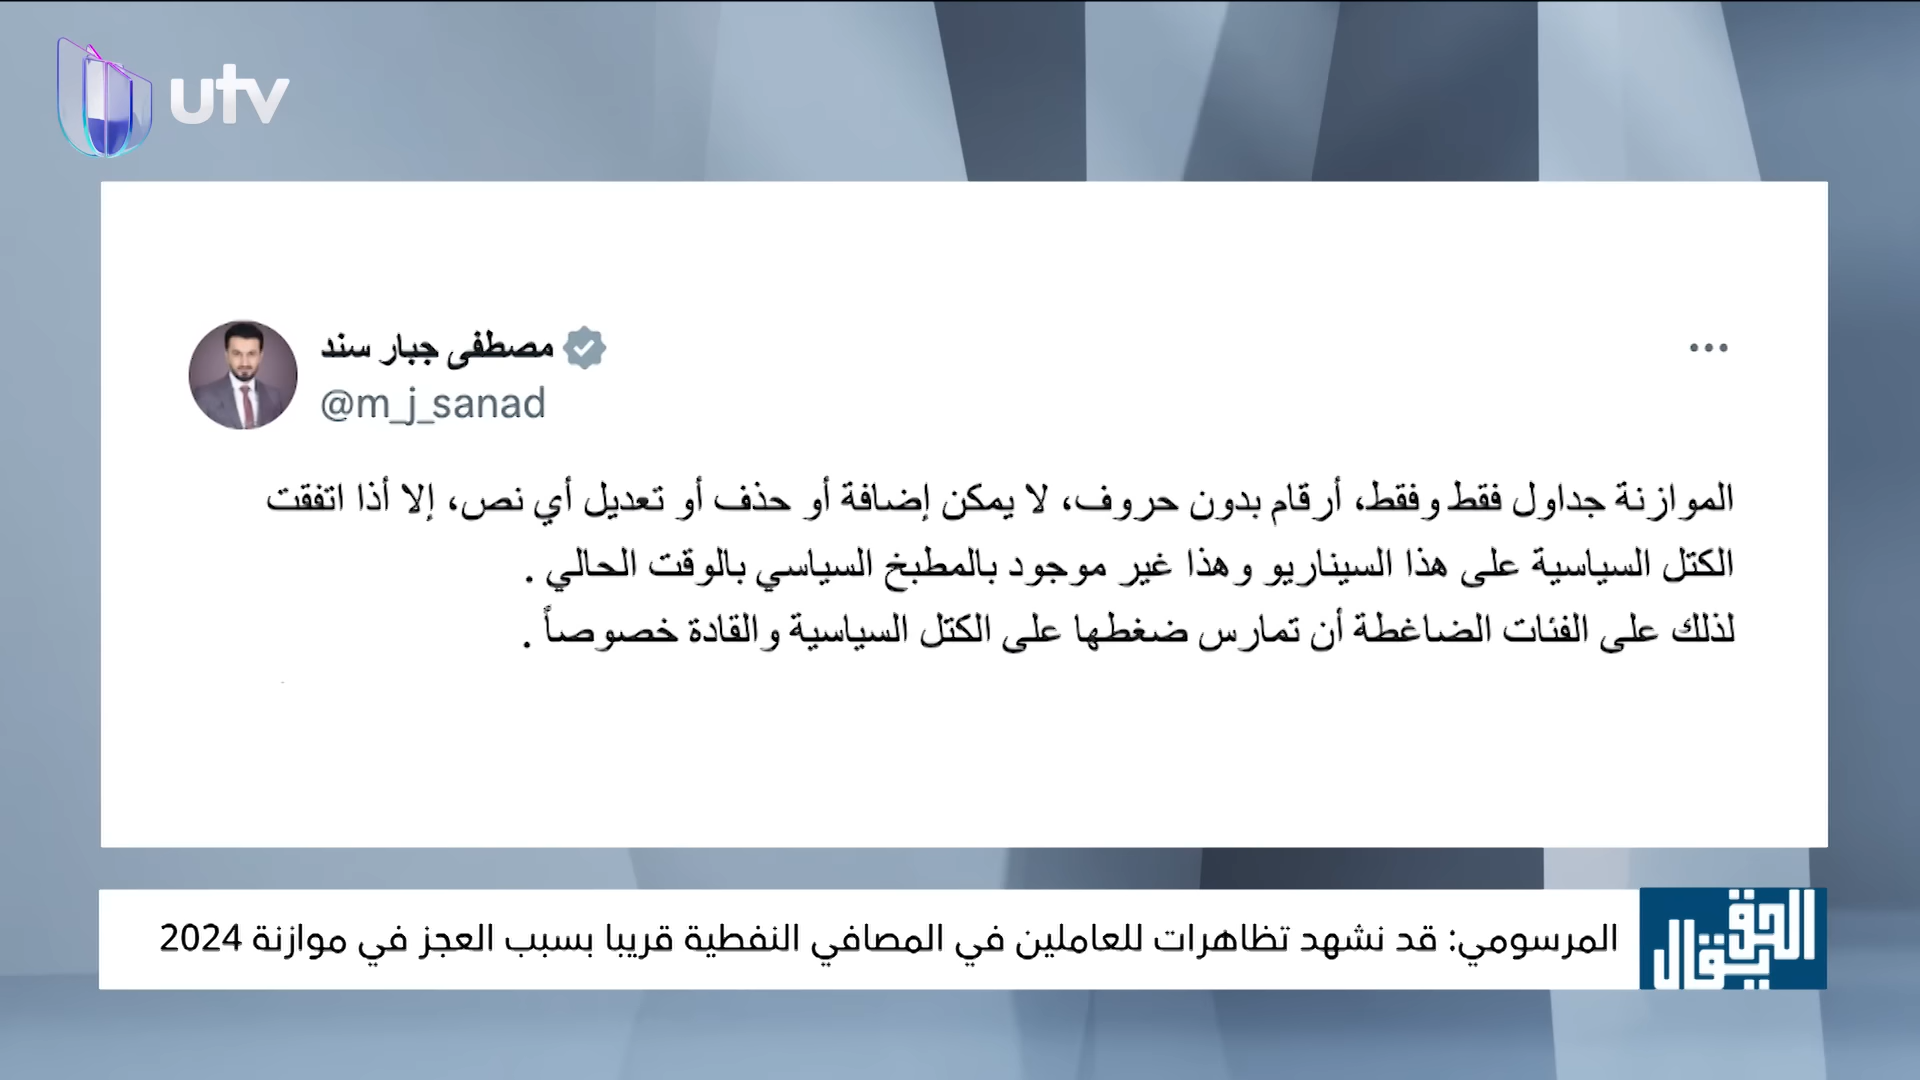 utv
مصطفى جبار سند
@m_j_sanad
الموازنة جداول فقط وفقط، أرقام بدون حروف، لا يمكن إضافة أو حذف أو تعديل أي نص، إلا أذا اتفقت
الكتل السياسية على هذا السيناريو وهذا غير موجود بالمطبخ السياسي بالوقت الحالي .
لذلك على الفئات الضاغطة أن تمارس ضغطها على الكتل السياسية والقادة خصوصاً .
الحق يقال
المرسومي: قد نشهد تظاهرات للعاملين في المصافي النفطية قريبا بسبب العجز في موازنة 2024